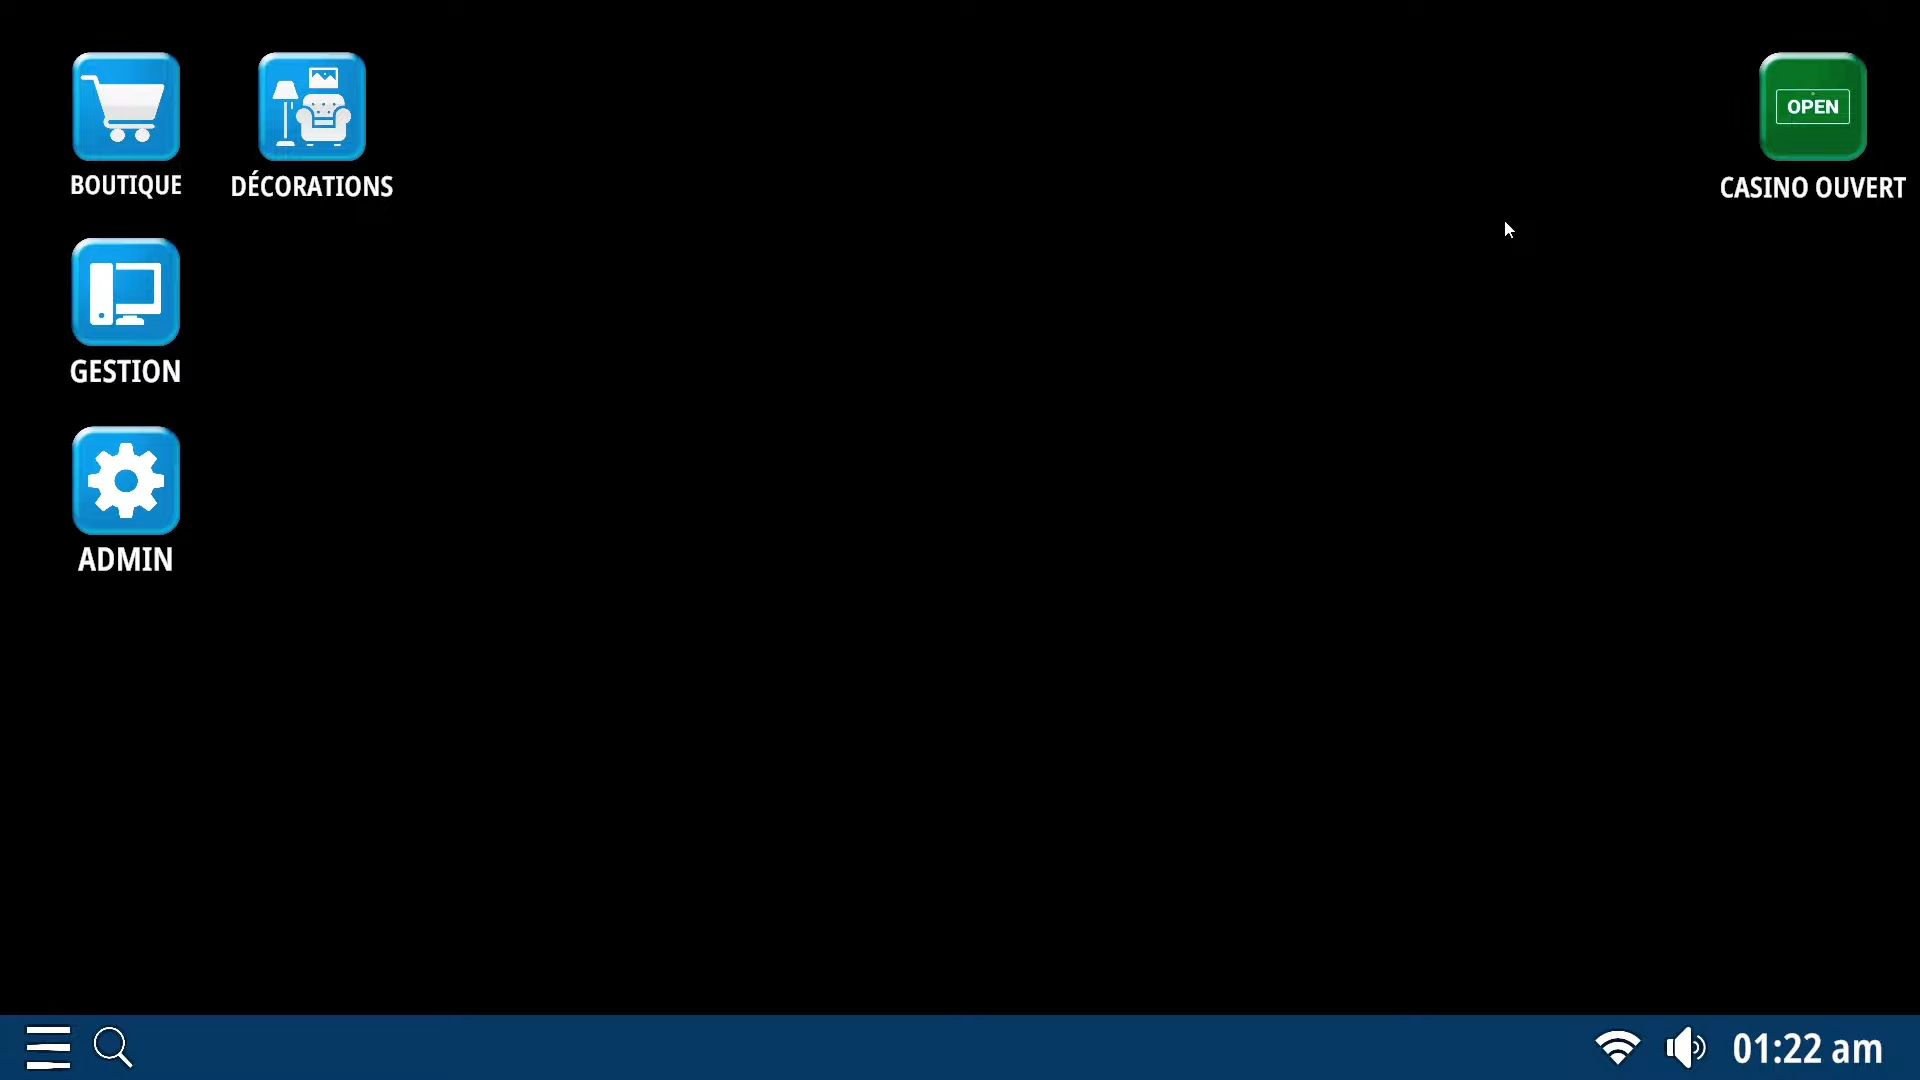 BOUTIQUE
DÉCORATIONS
OPEN
CASINO OUVERT
GESTION
ADMIN
01:22 am